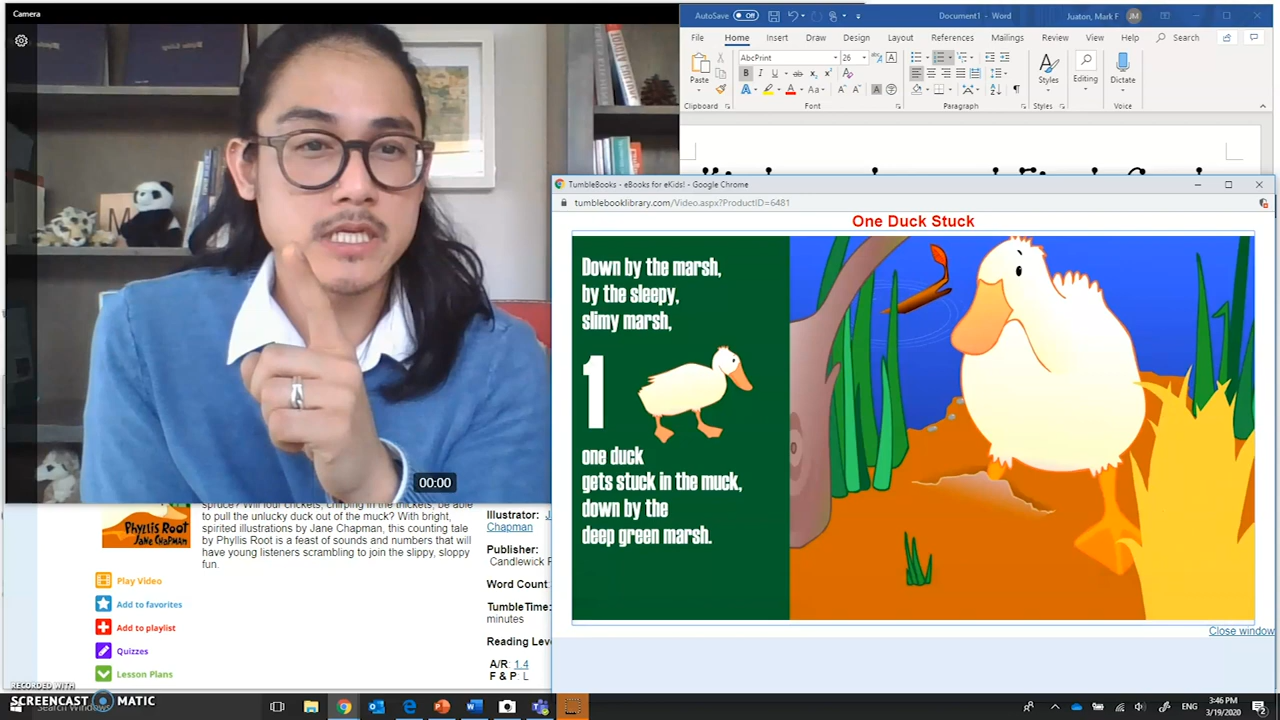 Camera
AutoSave
Off
Document1 - Word
Juaton, Mark F
JM
File
Home
Insert
Draw
Design
Layout
References
Mailings
Review
View
Help
Search
AbcPrint
26
Paste
Styles
Editing
Dictate
Clipboard
Font
Paragraph
Styles
Voice
TumbleBooks - eBooks for eKids! - Google Chrome
tumblebooklibrary.com/Video.aspx?ProductID=6481
One Duck Stuck
Down by the marsh,
by the sleepy,
slimy marsh,
1
one duck
gets stuck in the muck,
down by the
deep green marsh.
Close window
00:00
spruce? Will four crickets, chirping in the thickets, be able
to pull the unlucky duck out of the muck? With bright,
spirited illustrations by Jane Chapman, this counting tale
by Phyllis Root is a feast of sounds and numbers that will
have young listeners scrambling to join the slippy, sloppy
fun.
PHYLLIS ROOT
JANE CHAPMAN
Play Video
Add to favorites
Add to playlist
Quizzes
Lesson Plans
Illustrator:
Chapman
Publisher:
Candlewick
Word Count
TumbleTime:
minutes
Reading
A/R: 1.4
F & P: L
RECORDED WITH
SCREENCAST MATIC
Search Windows
ENG
3:46 PM
3/19/2020
2